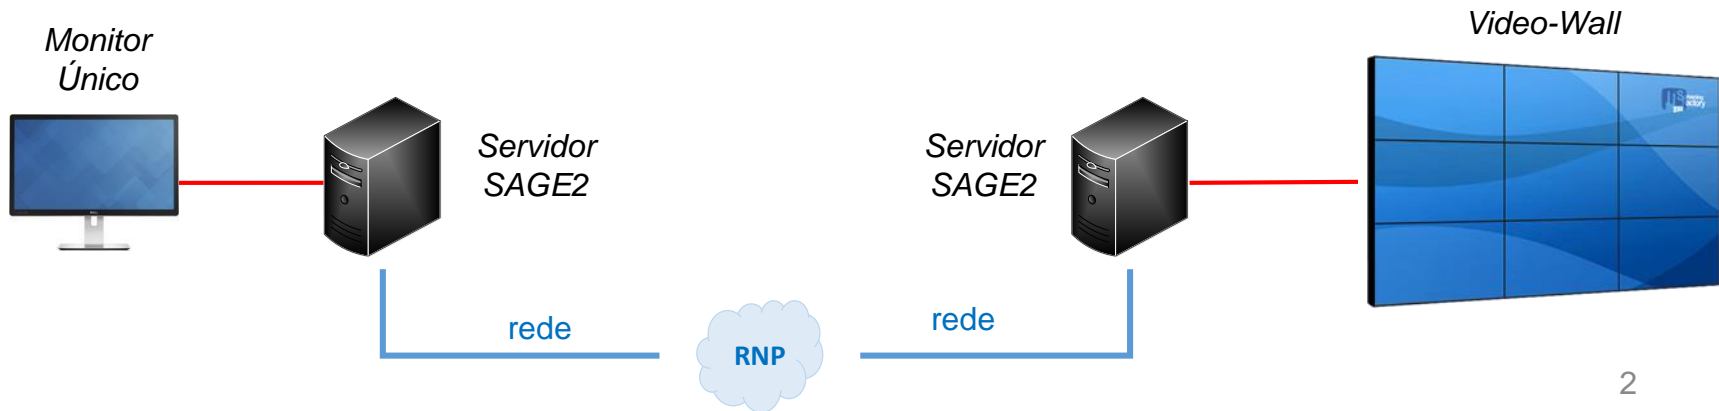 Monitor
Único
Servidor
SAGE2
Servidor
SAGE2
Video-Wall
rede
RNP
rede
2